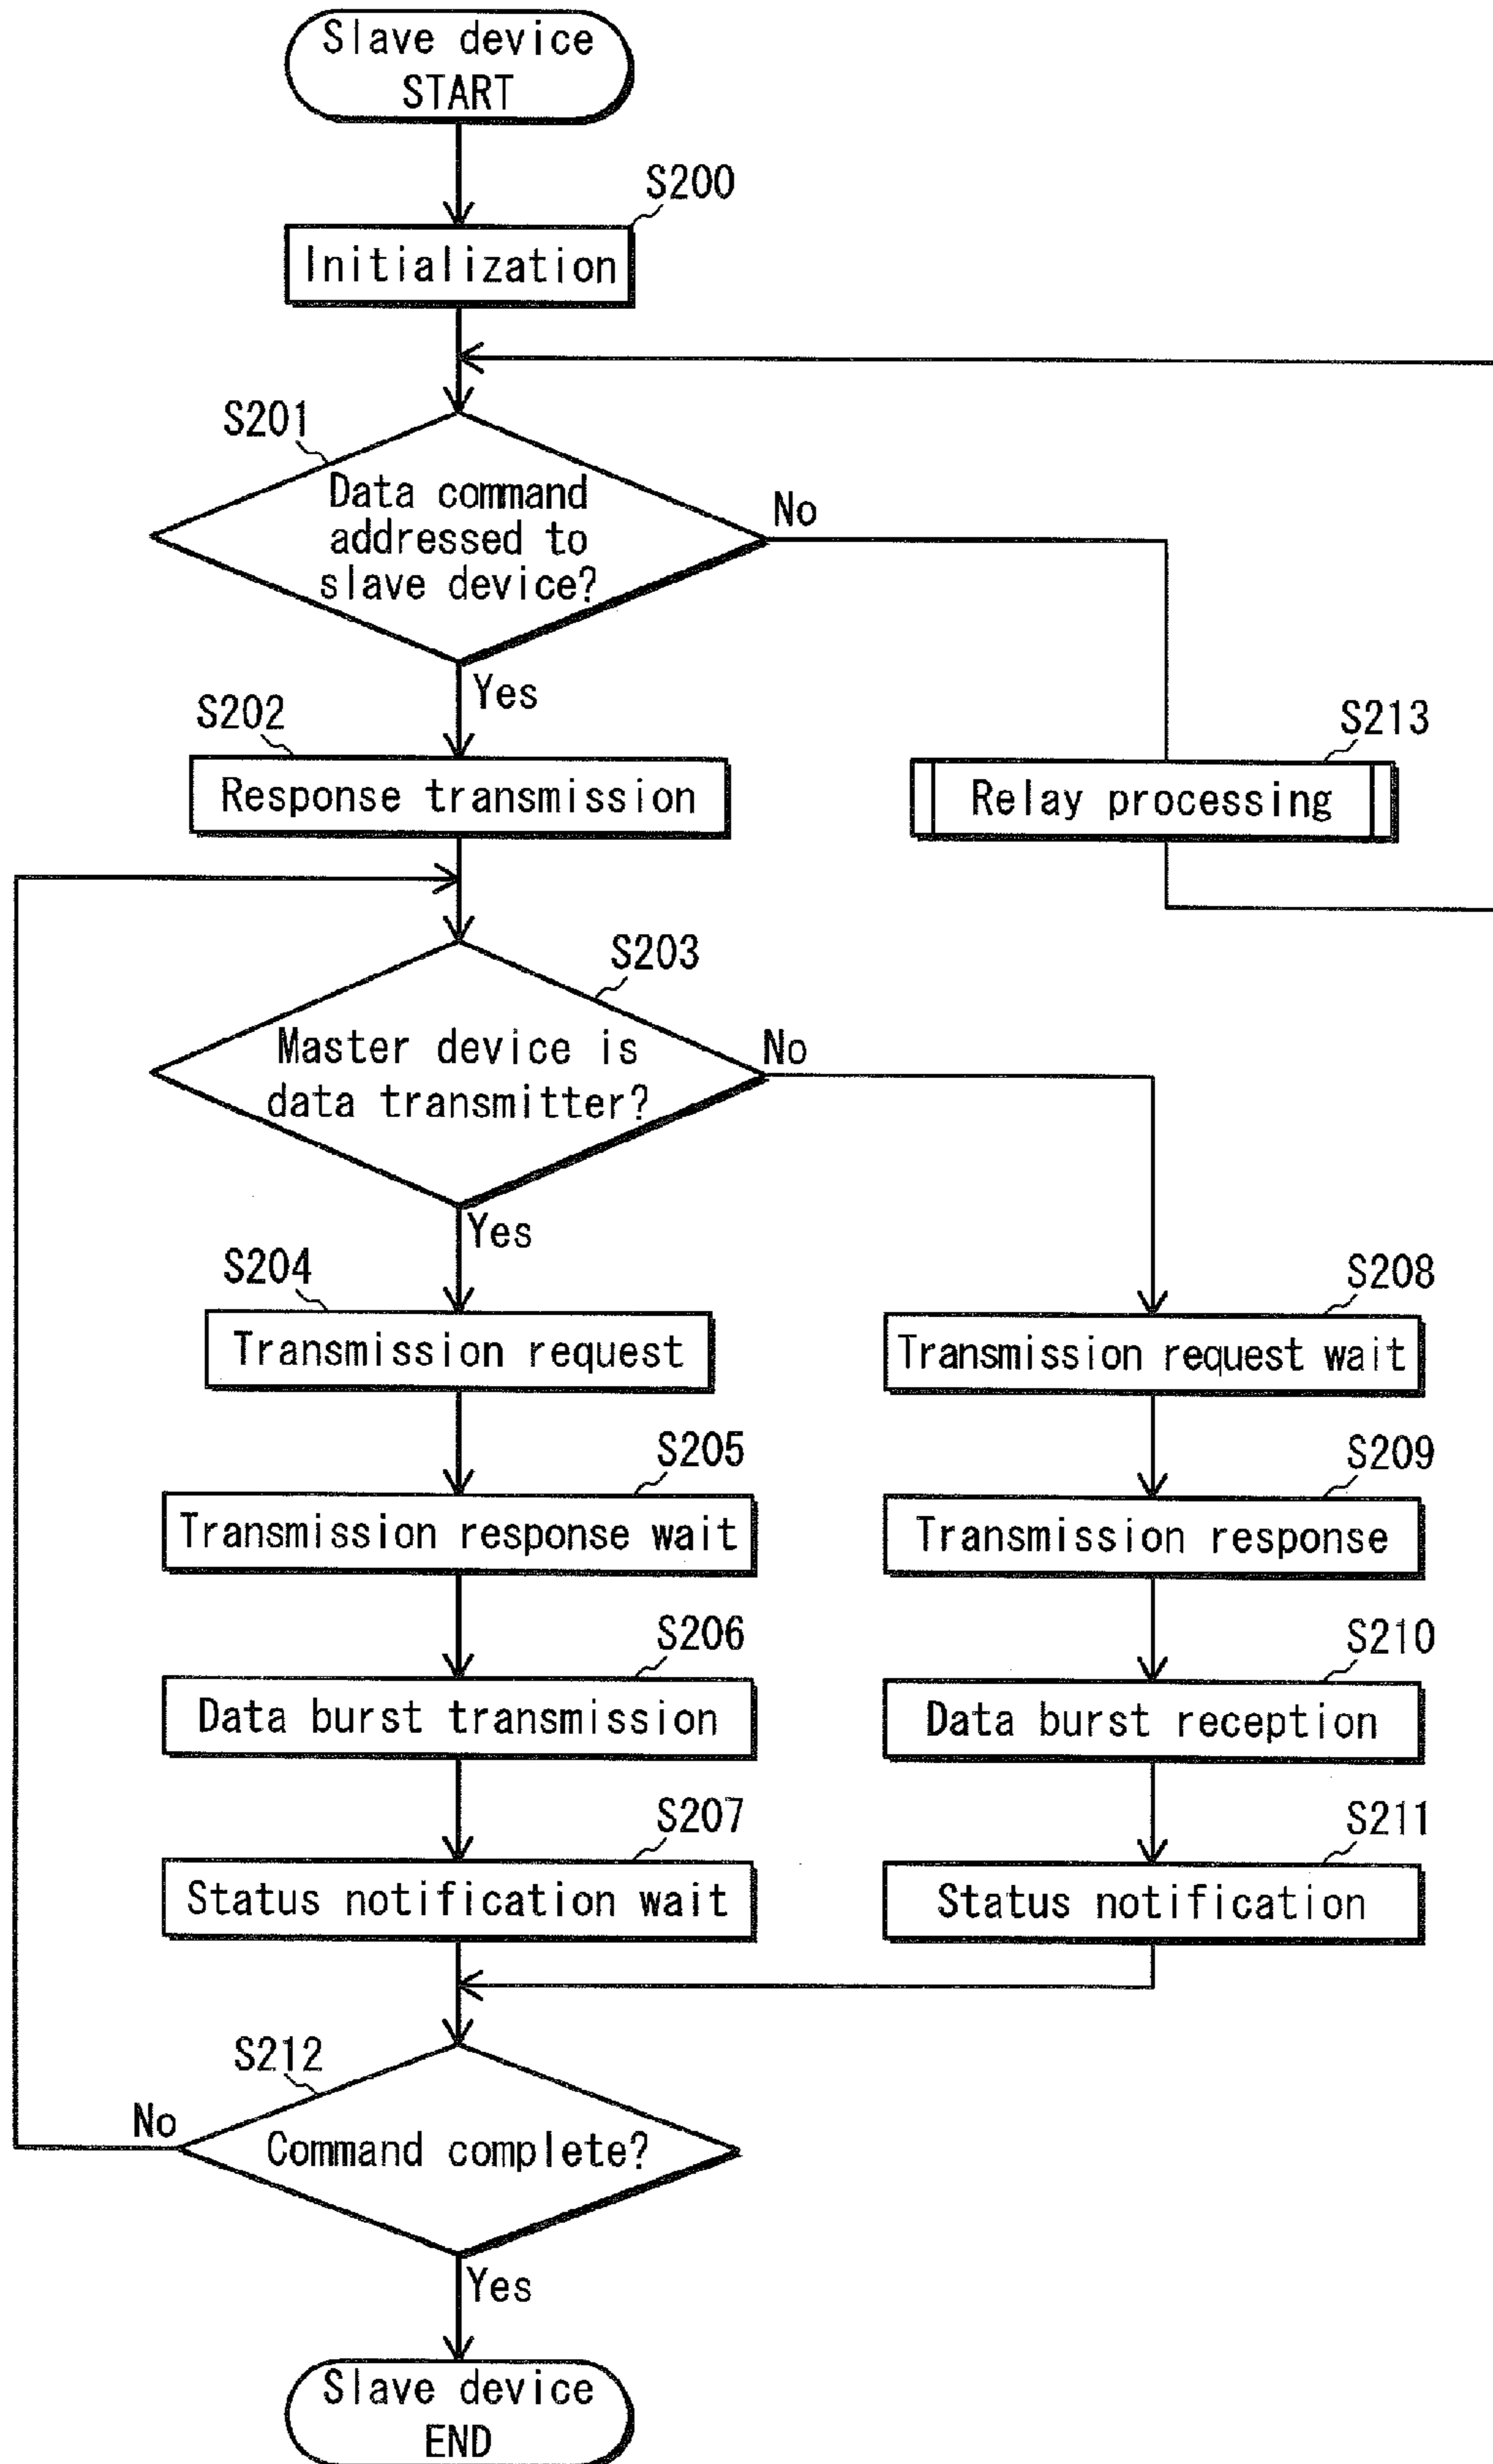 Slave device
START
S200
Initialization
S201
Data command
addressed to
slave device?
No
Yes
S202
Response transmission
S213
Relay processing
S203
Master device is
data transmitter?
No
Yes
S204
Transmission request
S208
Transmission request wait
S205
Transmission response wait
S209
Transmission response
S206
Data burst transmission
S210
Data burst reception
S207
Status notification wait
S211
Status notification
S212
No
Command complete?
Yes
Slave device
END